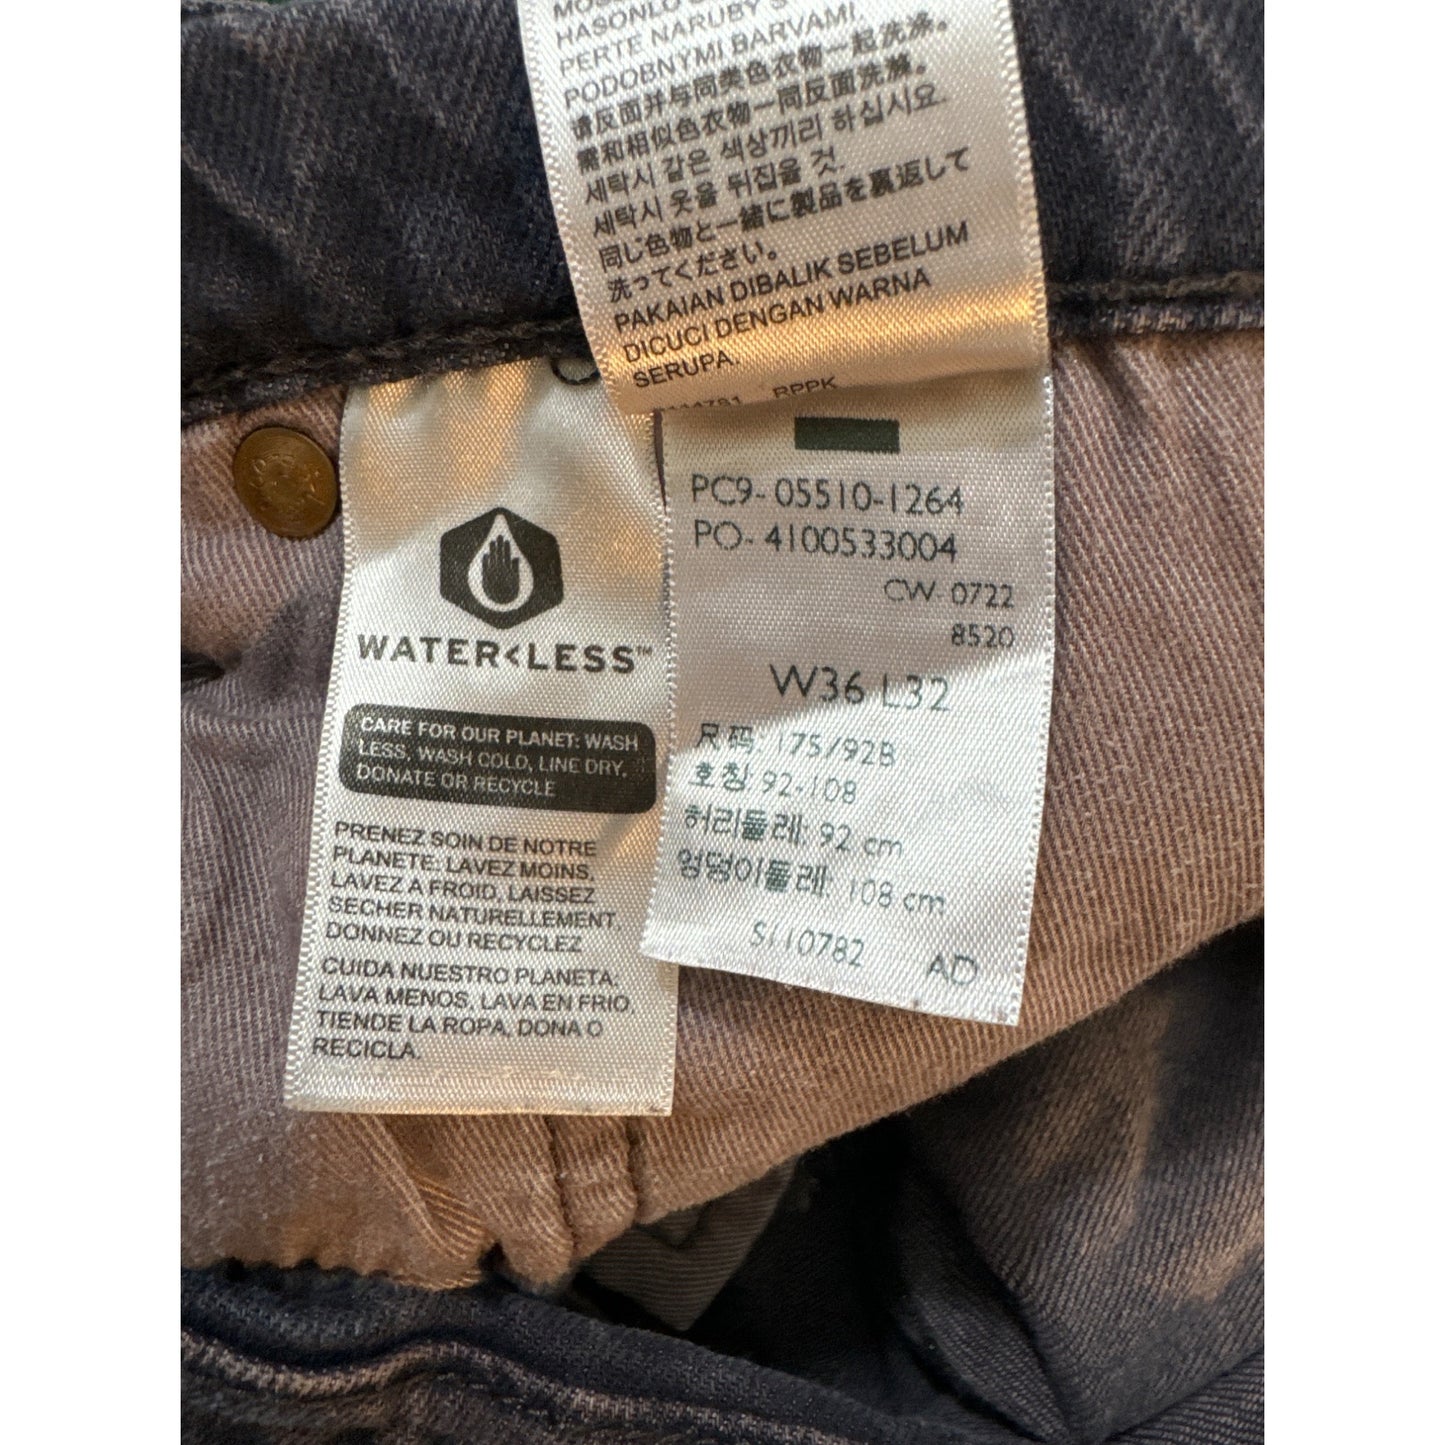 HASONLÓ
PERTE NARUBY S
PODOBNÝMI BARVAMI.
请反面并与同类色衣物一起洗涤。
需和相似色衣物一同反面洗滌。
세탁시 같은 색상끼리 하십시요.
세탁시 옷을 뒤집을 것.
同じ色物と一緒に製品を裏返して
洗ってください。
PAKAIAN DIBALIK SEBELUM
DICUCI DENGAN WARNA
SERUPA.
RPPK
WATER<LESS™
CARE FOR OUR PLANET: WASH
LESS, WASH COLD, LINE DRY,
DONATE OR RECYCLE
PRENEZ SOIN DE NOTRE
PLANETE: LAVEZ MOINS,
LAVEZ A FROID, LAISSEZ
SECHER NATURELLEMENT,
DONNEZ OU RECYCLEZ
CUIDA NUESTRO PLANETA:
LAVA MENOS, LAVA EN FRIO,
TIENDE LA ROPA, DONA O
RECICLA.
PC9- 05510-1264
PO- 4100533004
CW- 0722
8520
W36 L32
尺码: 175/92B
호칭 92-108
허리둘레: 92 cm
엉덩이둘레: 108 cm
S110782 AD